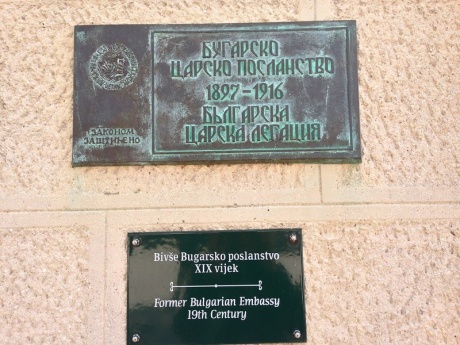 БУГАРСКО
ЦАРСКО ПОСЛАНСТВО
1897-1916
БЪЛГАРСКА
ЦАРСКА ЛЕГАЦИЯ
ЗАКОНОМ
ЗАШТИЋЕНО
Bivše Bugarsko poslanstvo
XIX vijek
Former Bulgarian Embassy
19th Century